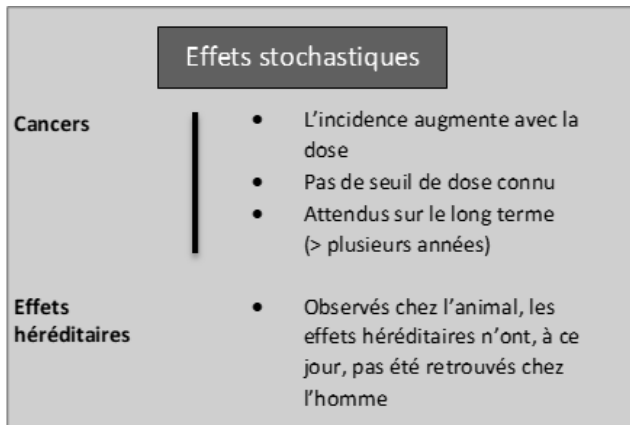 Effets stochastiques
Cancers
• L’incidence augmente avec la
dose
• Pas de seuil de dose connu
• Attendus sur le long terme
(> plusieurs années)
Effets
héréditaires
• Observés chez l’animal, les
effets héréditaires n’ont, à ce
jour, pas été retrouvés chez
l’homme